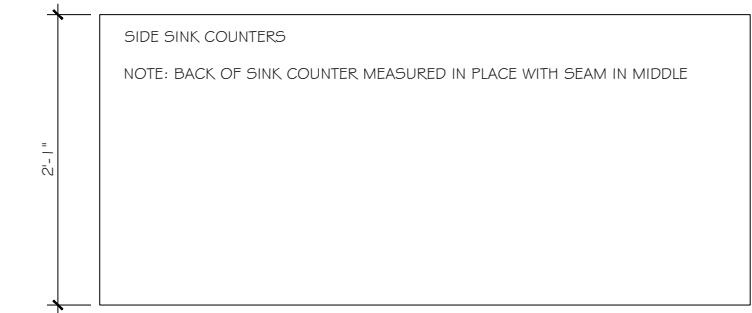 SIDE SINK COUNTERS
NOTE: BACK OF SINK COUNTER MEASURED IN PLACE WITH SEAM IN MIDDLE
2'-1"